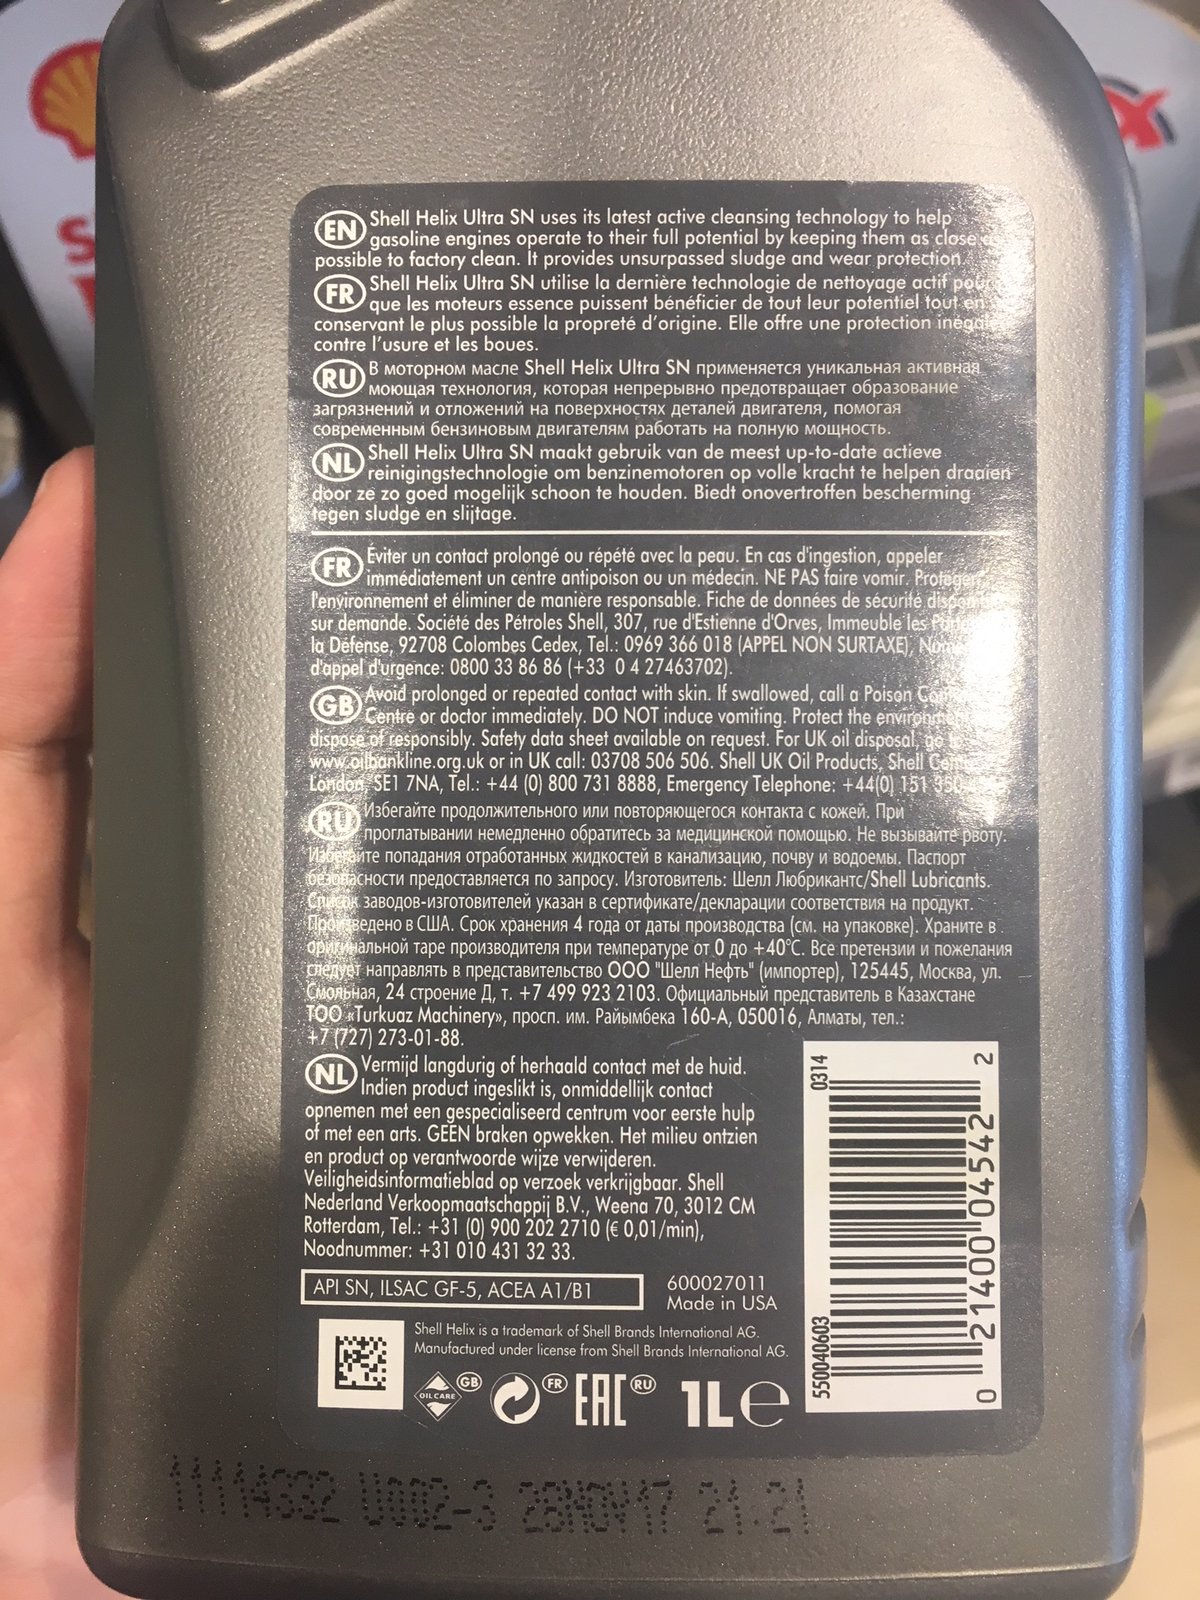 EN Shell Helix Ultra SN uses its latest active cleansing technology to help
gasoline engines operate to their full potential by keeping them as close
possible to factory clean. It provides unsurpassed sludge and wear protection.
FR Shell Helix Ultra SN utilise la dernière technologie de nettoyage actif pour
que les moteurs essence puissent bénéficier de tout leur potentiel tout en
conservant le plus possible la propreté d'origine. Elle offre une protection
contre l'usure et les boues.
RU В моторном масле Shell Helix Ultra SN применяется уникальная активная
моющая технология, которая непрерывно предотвращает образование
загрязнений и отложений на поверхностях деталей двигателя, помогая
современным бензиновым двигателям работать на полную мощность.
NL Shell Helix Ultra SN maakt gebruik van de meest up-to-date actieve
reinigingstechnologie om benzinemotoren op volle kracht te helpen draaien
door ze zo goed mogelijk schoon te houden. Biedt onovertroffen bescherming
tegen sludge en slijtage.
FR Éviter un contact prolongé ou répété avec la peau. En cas d'ingestion, appeler
immédiatement un centre antipoison ou un médecin. NE PAS faire vomir. Protéger
l'environnement et éliminer de manière responsable. Fiche de données de sécurité
sur demande. Société des Pétroles Shell, 307, rue d'Estienne d'Orves, Immeuble les
la Défense, 92708 Colombes Cedex, Tel.: 0969 366 018 (APPEL NON SURTAXE),
d'appel d'urgence: 0800 33 86 86 (+33 0 4 27463702).
GB Avoid prolonged or repeated contact with skin. If swallowed, call a Poison
Centre or doctor immediately. DO NOT induce vomiting. Protect the
dispose of responsibly. Safety data sheet available on request. For UK oil disposal, go
www.oilbankline.org.uk or in UK call: 03708 506 506. Shell UK Oil Products, Shell
London, SE1 7NA, Tel.: +44 (0) 800 731 8888, Emergency Telephone: +44(0) 151 350
RU Избегайте продолжительного или повторяющегося контакта с кожей. При
проглатывании немедленно обратитесь за медицинской помощью. Не вызывайте рвоту.
Избегайте попадания отработанных жидкостей в канализацию, почву и водоемы. Паспорт
безопасности предоставляется по запросу. Изготовитель: Шелл Любрикантс/Shell Lubricants.
Список заводов-изготовителей указан в сертификате/декларации соответствия на продукт.
Произведено в США. Срок хранения 4 года от даты производства (см. на упаковке). Храните в
оригинальной таре производителя при температуре от 0 до +40°C. Все претензии и пожелания
следует направлять в представительство ООО "Шелл Нефть" (импортер), 125445, Москва, ул.
Смольная, 24 строение Д, т. +7 499 923 2103. Официальный представитель в Казахстане
ТОО «Turkuaz Machinery», просп. им. Райымбека 160-А, 050016, Алматы, тел.:
+7 (727) 273-01-88.
NL Vermijd langdurig of herhaald contact met de huid.
Indien product ingeslikt is, onmiddellijk contact
opnemen met een gespecialiseerd centrum voor eerste hulp
of met een arts. GEEN braken opwekken. Het milieu ontzien
en product op verantwoorde wijze verwijderen.
Veiligheidsinformatieblad op verzoek verkrijgbaar. Shell
Nederland Verkoopmaatschappij B.V., Weena 70, 3012 CM
Rotterdam, Tel.: +31 (0) 900 202 2710 (€ 0,01/min),
Noodnummer: +31 010 431 32 33.
API SN, ILSAC GF-5, ACEA A1/B1
600027011
Made in USA
Shell Helix is a trademark of Shell Brands International AG.
Manufactured under license from Shell Brands International AG.
OIL CARE GB FR EAC RU 1L e
550040603 0314
0 21400 04542 2
11114332 U002-3 28NOV17 21:21